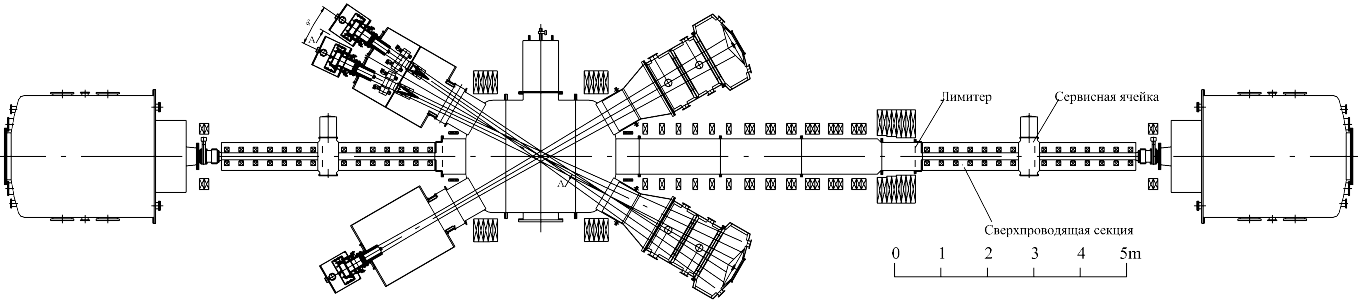 A
Лимитер
Сервисная ячейка
A
Сверхпроводящая секция
0 1 2 3 4 5m